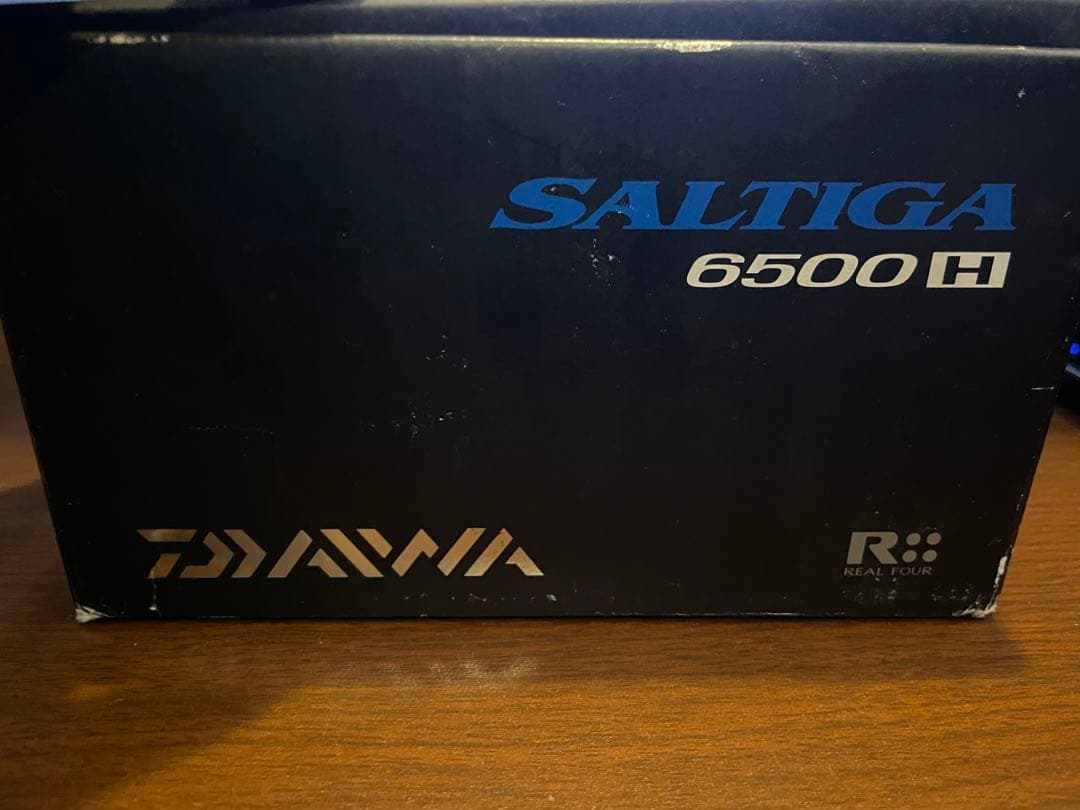 SALTIGA
6500 H
DAIWA
R
REAL FOUR